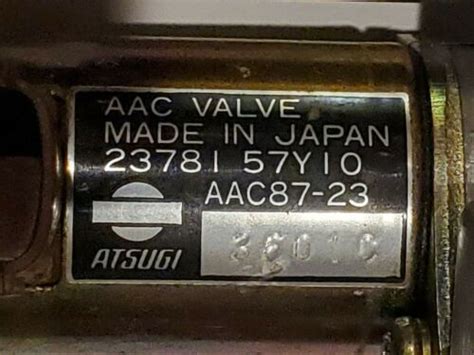 AAC VALVE
MADE IN JAPAN
23781 57Y10
AAC87-23
ATSUGI